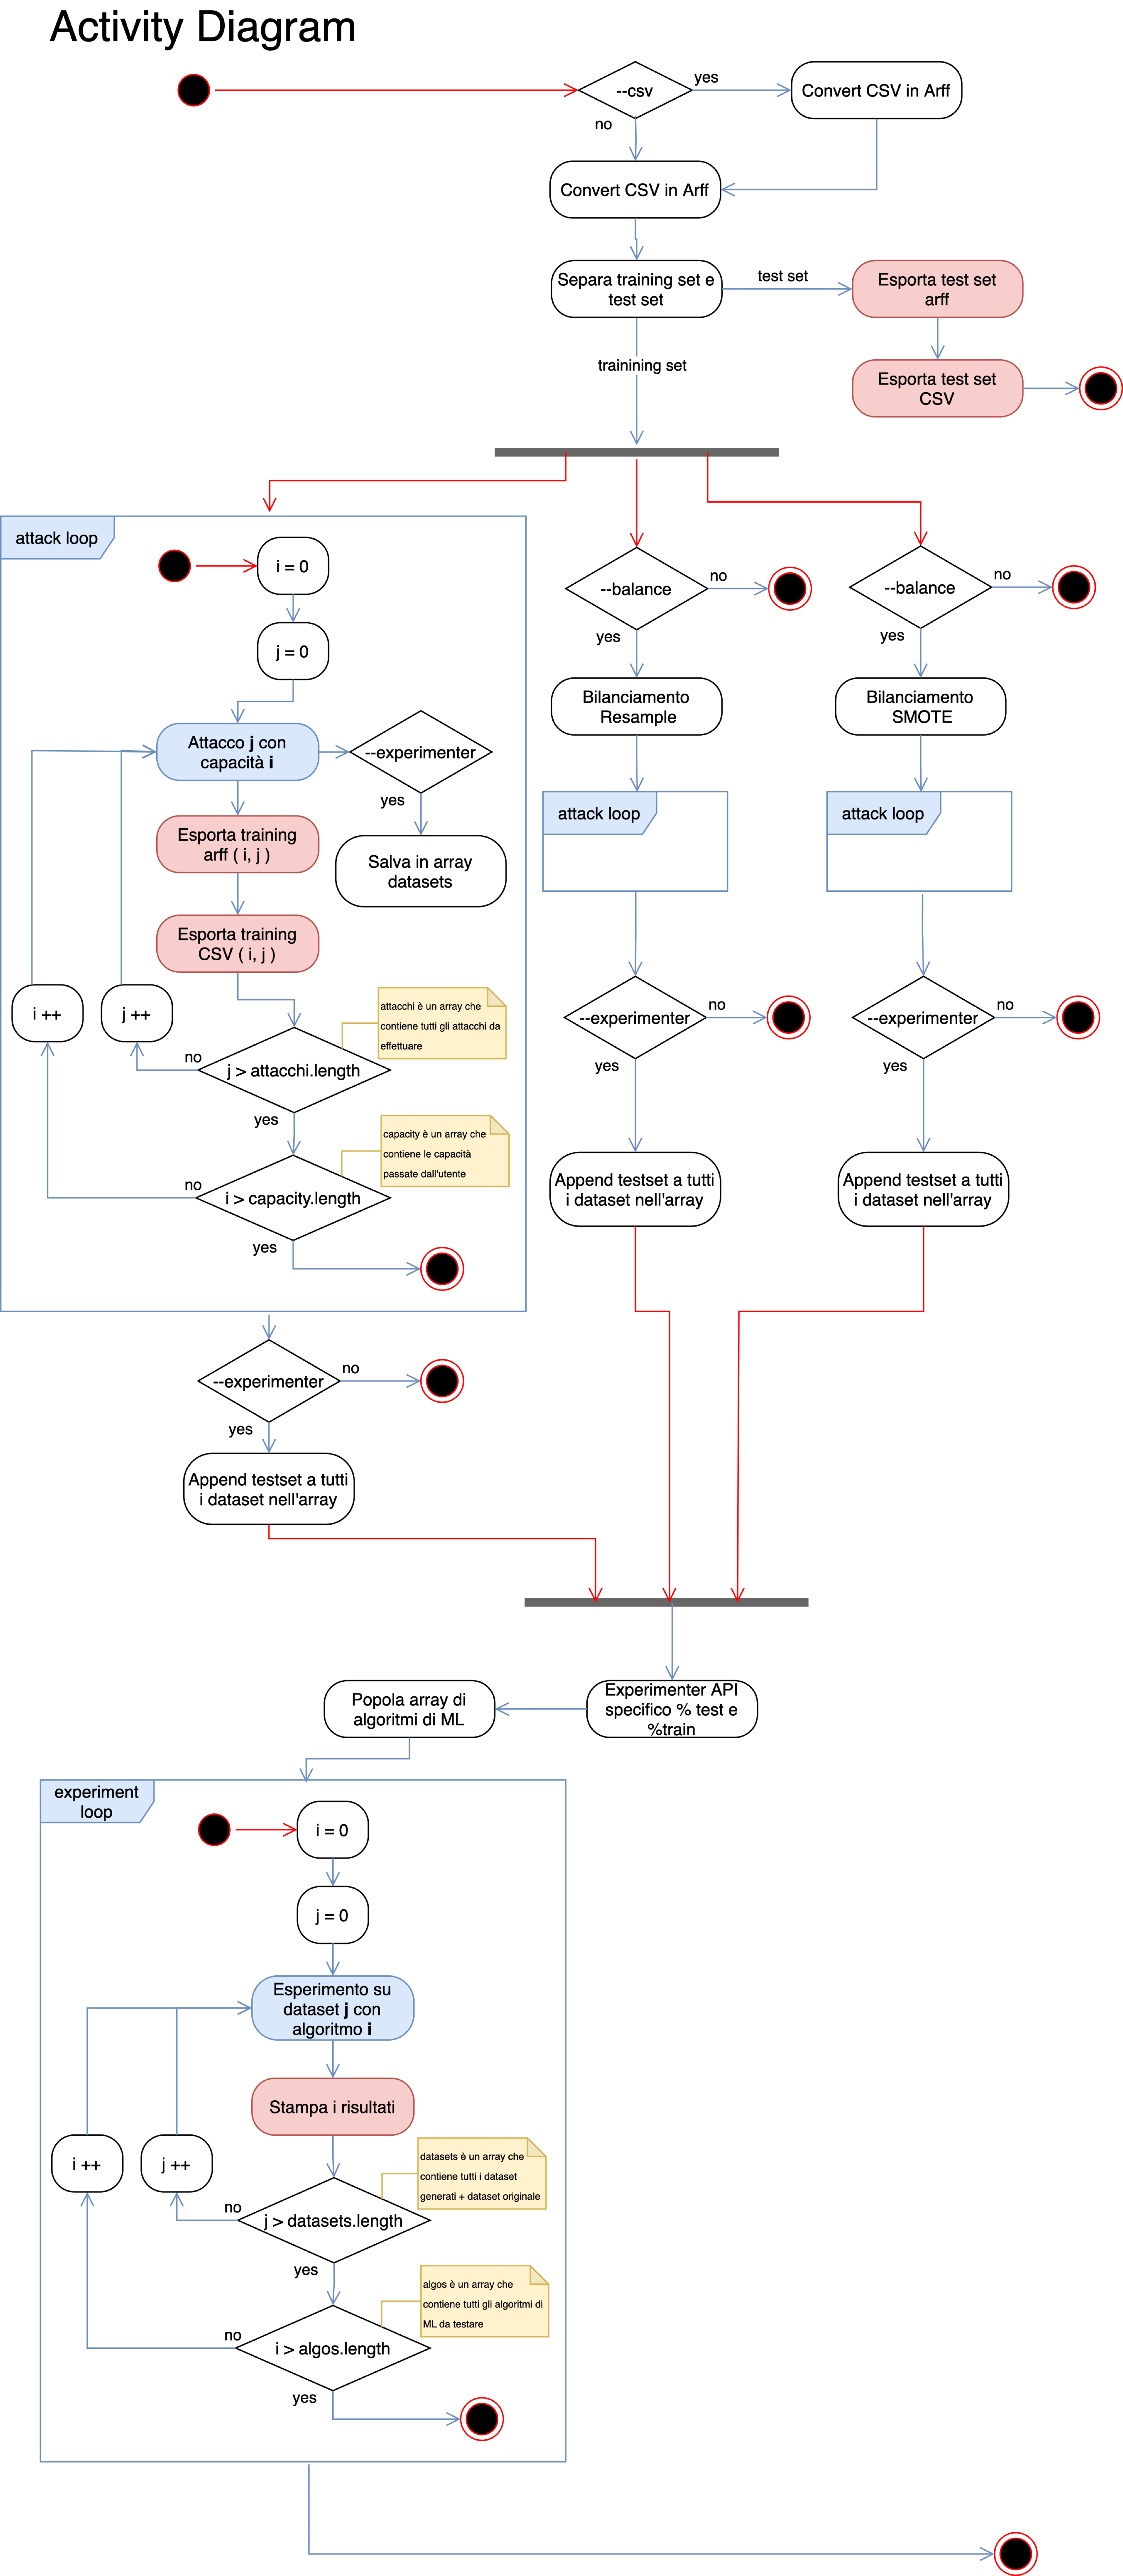 Activity Diagram
--csv
yes
Convert CSV in Arff
no
Convert CSV in Arff
Separa training set e
test set
test set
Esporta test set
arff
trainining set
Esporta test set
CSV
attack loop
i = 0
j = 0
Attacco j con
capacità i
--experimenter
yes
Salva in array
datasets
Esporta training
arff ( i, j )
Esporta training
CSV ( i, j )
i ++
j ++
attacchi è un array che
contiene tutti gli attacchi da
effettuare
no
j > attacchi.length
yes
capacity è un array che
contiene le capacità
passate dall'utente
no
i > capacity.length
yes
--experimenter
no
yes
Append testset a tutti
i dataset nell'array
--balance
no
yes
Bilanciamento
Resample
attack loop
--experimenter
no
yes
Append testset a tutti
i dataset nell'array
--balance
no
yes
Bilanciamento
SMOTE
attack loop
--experimenter
no
yes
Append testset a tutti
i dataset nell'array
Experimenter API
specifico % test e
%train
Popola array di
algoritmi di ML
experiment
loop
i = 0
j = 0
Esperimento su
dataset j con
algoritmo i
Stampa i risultati
i ++
j ++
datasets è un array che
contiene tutti i dataset
generati + dataset originale
no
j > datasets.length
yes
algos è un array che
contiene tutti gli algoritmi di
ML da testare
no
i > algos.length
yes